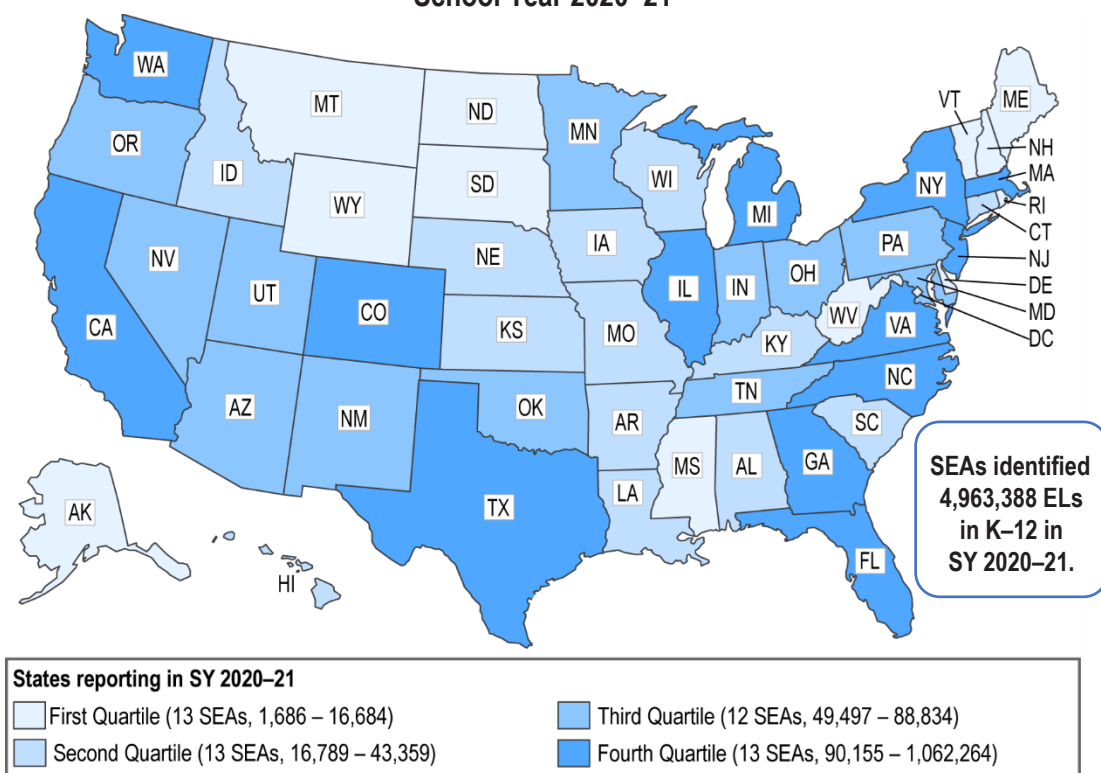 School Year 2020–21
WA
MT
ND
MN
VT
ME
OR
ID
NH
WI
SD
MA
NY
WY
MI
RI
CT
IA
PA
NE
NV
NJ
OH
UT
IL
IN
DE
CO
MD
WV
CA
VA
KS
MO
DC
KY
NC
TN
AZ
OK
NM
AR
SC
MS
AL
GA
SEAs identified
4,963,388 ELs
in K–12 in
SY 2020–21.
LA
TX
AK
FL
HI
States reporting in SY 2020–21
First Quartile (13 SEAs, 1,686 – 16,684)
Third Quartile (12 SEAs, 49,497 – 88,834)
Second Quartile (13 SEAs, 16,789 – 43,359)
Fourth Quartile (13 SEAs, 90,155 – 1,062,264)